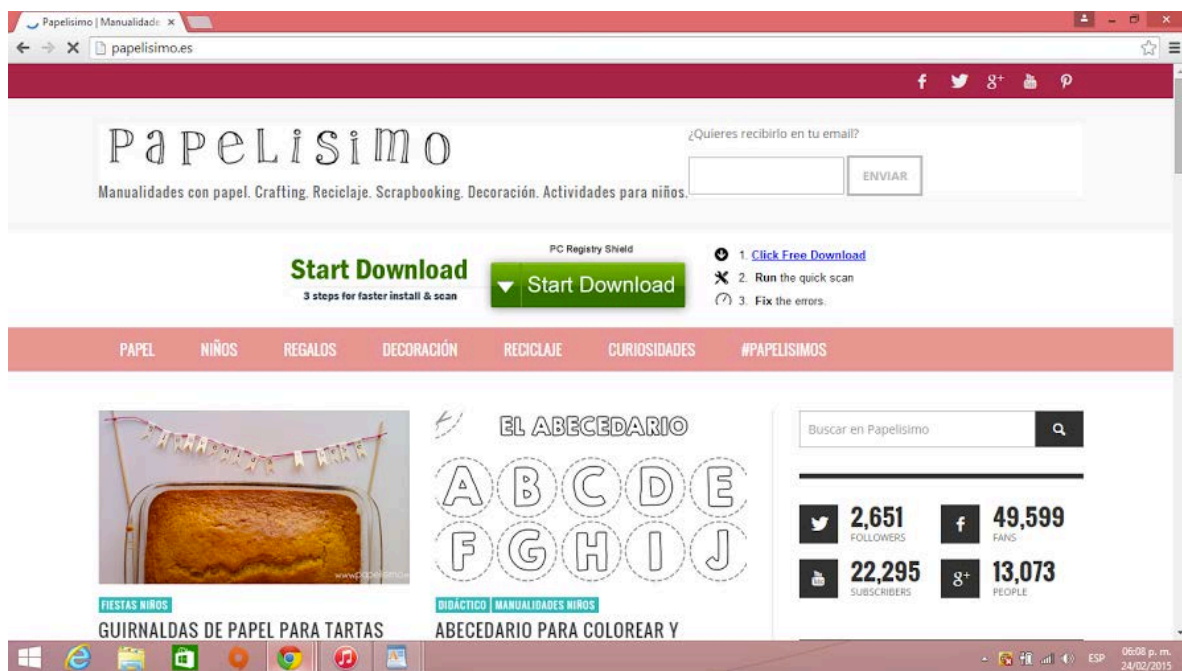 Papelisimo | Manualidade
papelisimo.es
Papelisimo
¿Quieres recibirlo en tu email?
ENVIAR
Manualidades con papel. Crafting. Reciclaje. Scrapbooking. Decoración. Actividades para niños.
Start Download
3 steps for faster install & scan
PC Registry Shield
Start Download
1. Click Free Download
2. Run the quick scan
3. Fix the errors.
PAPEL NIÑOS REGALOS DECORACIÓN RECICLAJE CURIOSIDADES #PAPELISIMOS
EL ABECEDARIO
A B C D E
F G H I J
FIESTAS NIÑOS
GUIRNALDAS DE PAPEL PARA TARTAS
DIDÁCTICO MANUALIDADES NIÑOS
ABECEDARIO PARA COLOREAR Y
Buscar en Papelisimo
2,651 49,599
FOLLOWERS FANS
22,295 13,073
SUBSCRIBERS PEOPLE
ESP
06:08 p. m.
24/02/2015